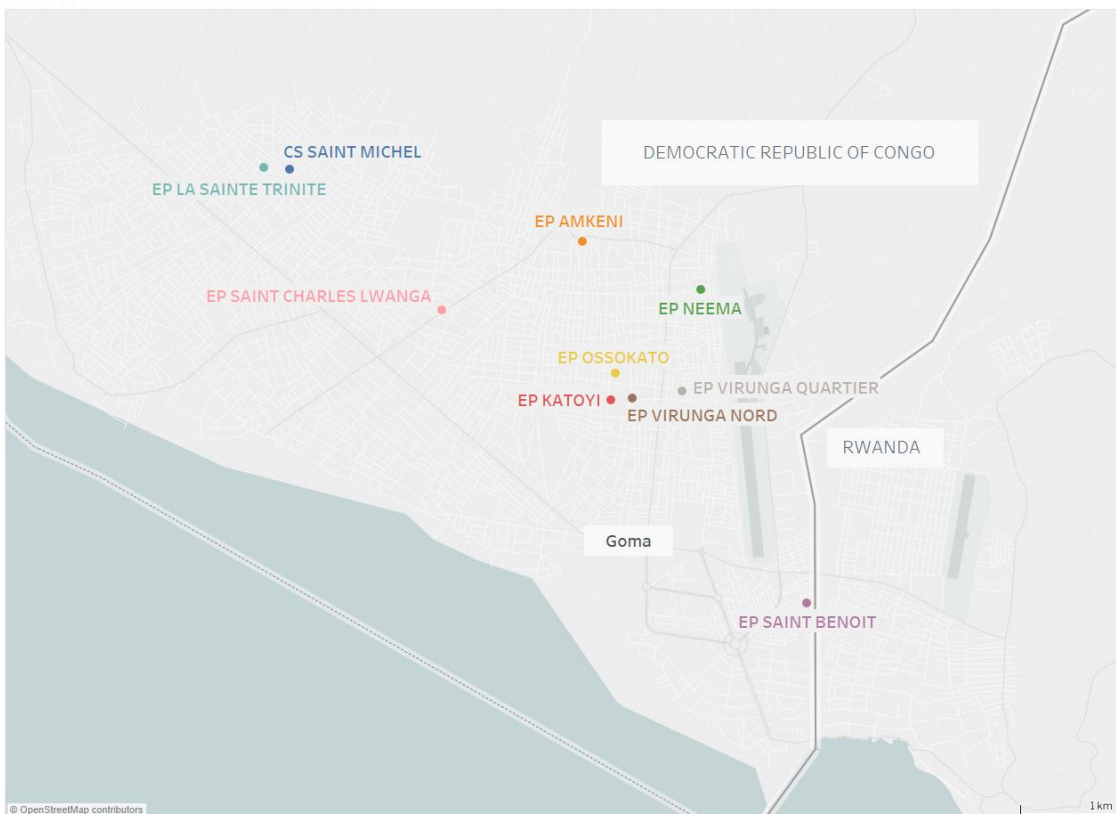 CS SAINT MICHEL
DEMOCRATIC REPUBLIC OF CONGO
EP LA SAINTE TRINITE
EP AMKENI
EP SAINT CHARLES LWANGA
EP NEEMA
EP OSSOKATO
EP VIRUNGA QUARTIER
EP KATOYI
EP VIRUNGA NORD
RWANDA
Goma
EP SAINT BENOIT
© OpenStreetMap contributors
1 km